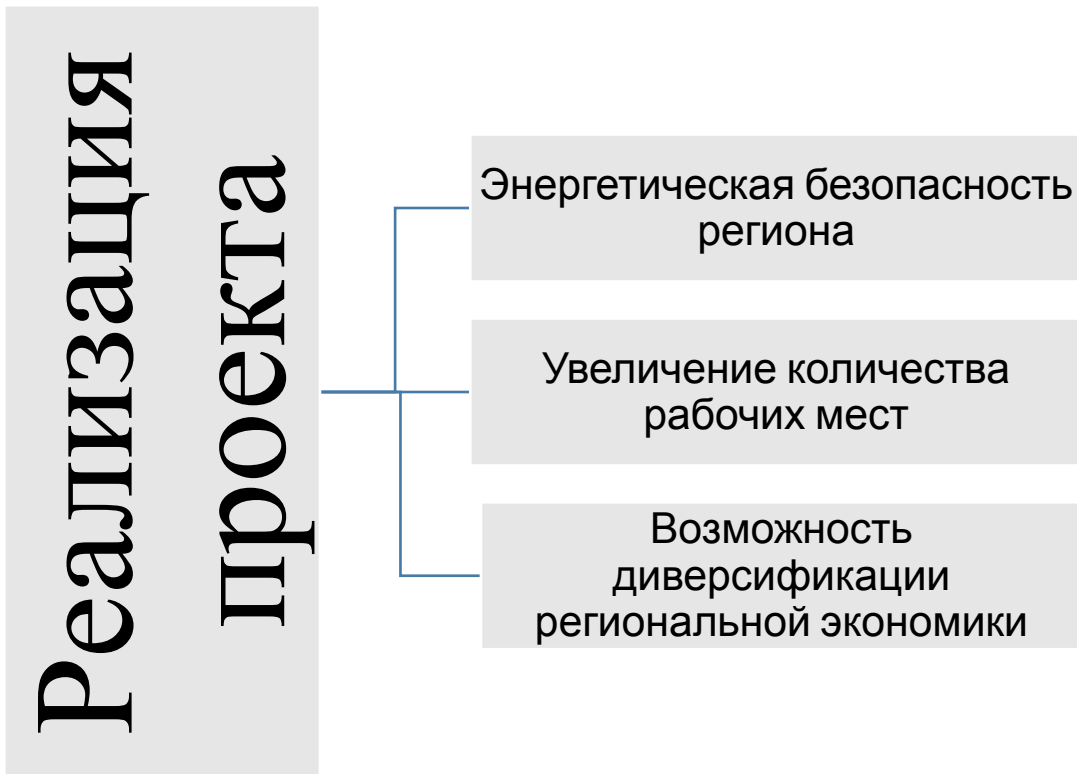 Реализация
проекта
Энергетическая безопасность
региона
Увеличение количества
рабочих мест
Возможность
диверсификации
региональной экономики